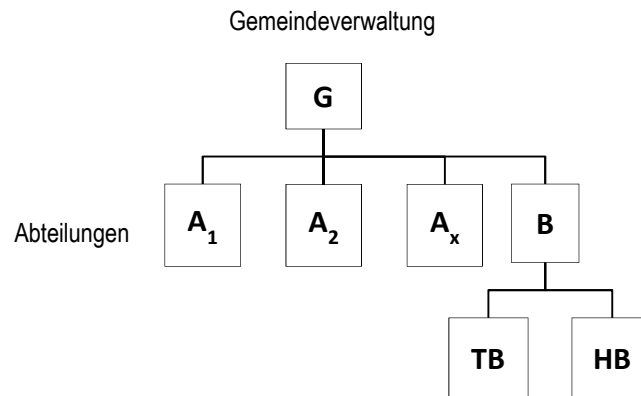 Gemeindeverwaltung
G
Abteilungen
A₁ A₂ Aₓ B
TB HB